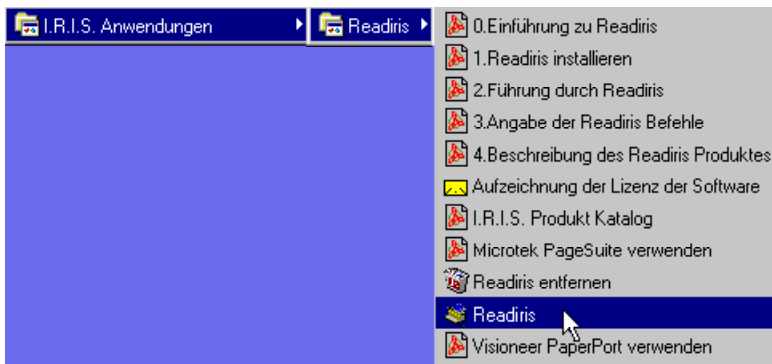 I.R.I.S. Anwendungen
Readiris
0.Einführung zu Readiris
1.Readiris installieren
2.Führung durch Readiris
3.Angabe der Readiris Befehle
4.Beschreibung des Readiris Produktes
Aufzeichnung der Lizenz der Software
I.R.I.S. Produkt Katalog
Microtek PageSuite verwenden
Readiris entfernen
Readiris
Visioneer PaperPort verwenden